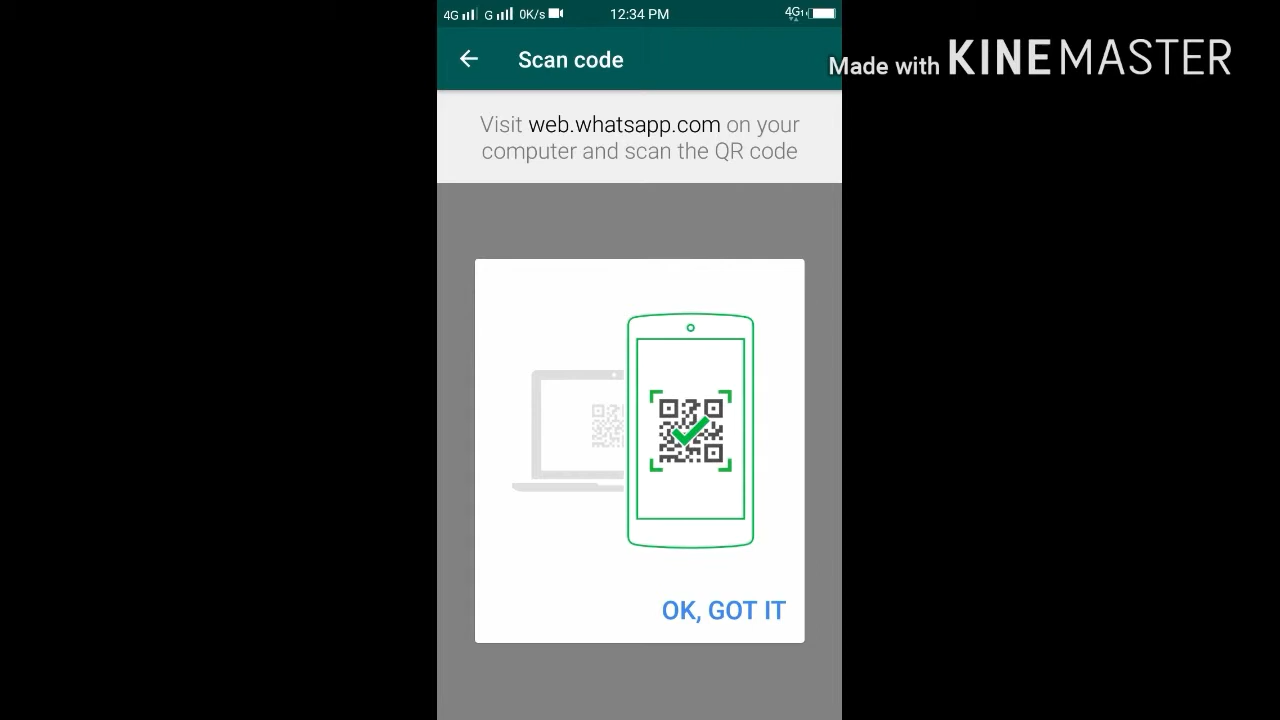 4G G 0K/s 12:34 PM 4G1
Scan code
Made with KINEMASTER
Visit web.whatsapp.com on your
computer and scan the QR code
OK, GOT IT